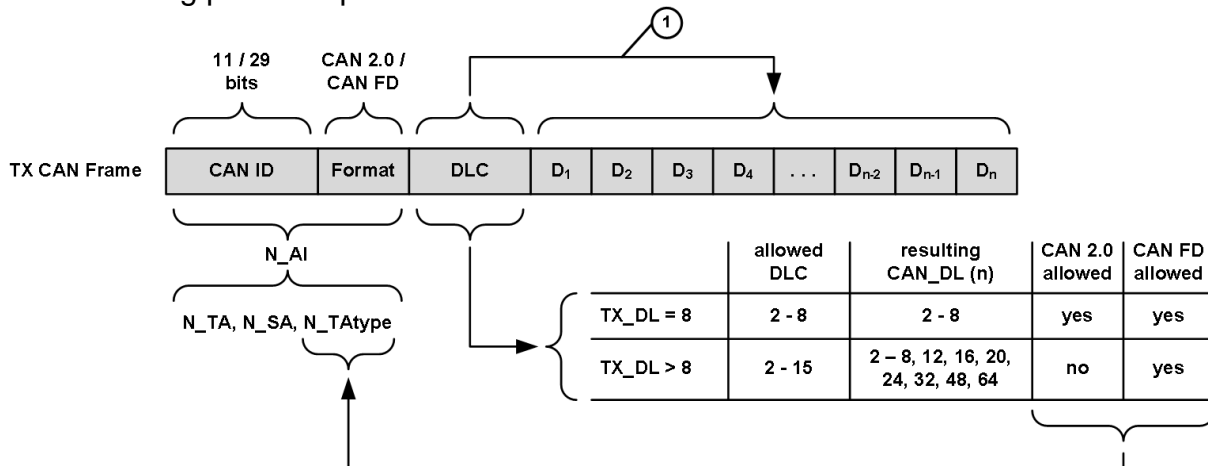 ①
11 / 29
bits
CAN 2.0 /
CAN FD
TX CAN Frame
CAN ID Format DLC D1 D2 D3 D4 . . . Dn-2 Dn-1 Dn
N_AI
N_TA, N_SA, N_TAtype
allowed
DLC
resulting
CAN_DL (n)
CAN 2.0
allowed
CAN FD
allowed
TX_DL = 8 2 - 8 2 - 8 yes yes
TX_DL > 8 2 - 15 2 – 8, 12, 16, 20,
24, 32, 48, 64 no yes